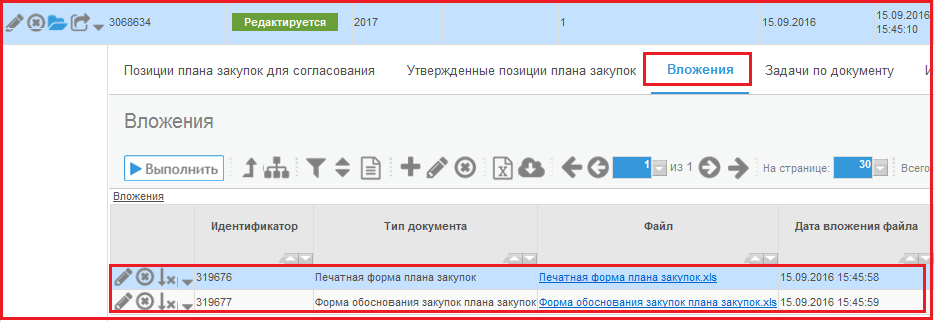 3068634 Редактируется 2017 1 15.09.2016 15.09.2016 15:45:10
Позиции плана закупок для согласования Утвержденные позиции плана закупок Вложения Задачи по документу И
Вложения
Выполнить 1 из 1 На странице: 30 Всего
Вложения
Идентификатор Тип документа Файл Дата вложения файла
319676 Печатная форма плана закупок Печатная форма плана закупок.xls 15.09.2016 15:45:58
319677 Форма обоснования закупок плана закупок Форма обоснования закупок плана закупок.xls 15.09.2016 15:45:59